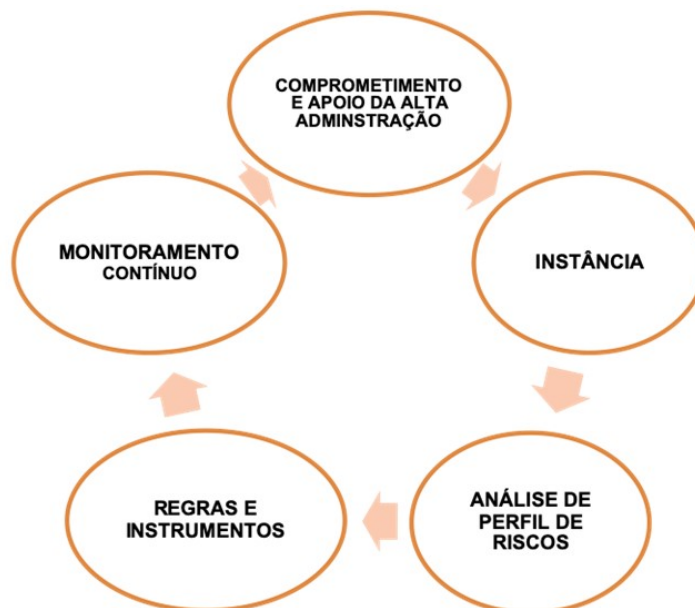 COMPROMETIMENTO
E APOIO DA ALTA
ADMINSTRAÇÃO
INSTÂNCIA
ANÁLISE DE
PERFIL DE
RISCOS
REGRAS E
INSTRUMENTOS
MONITORAMENTO
CONTÍNUO